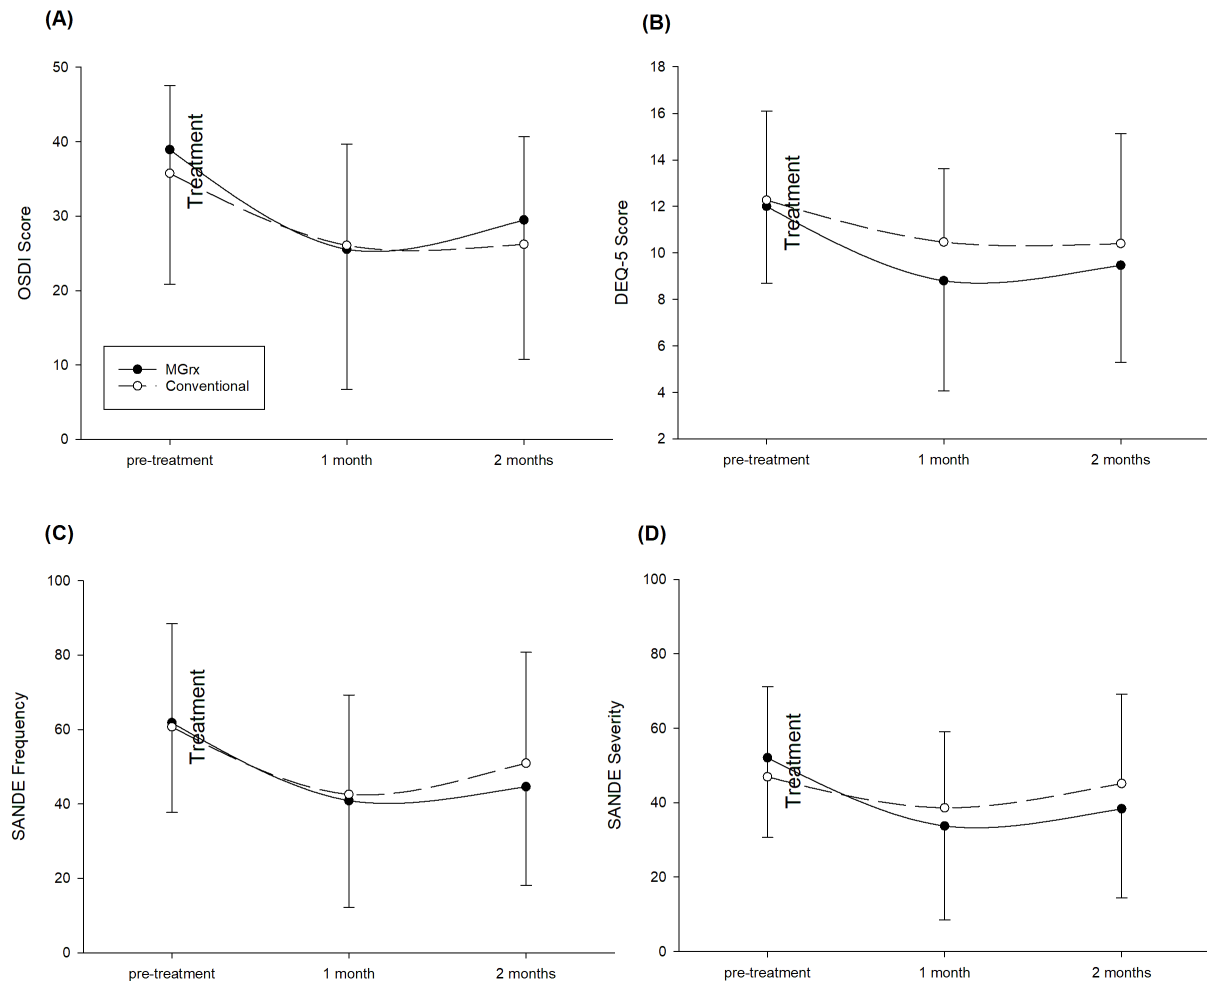 (A)
50
40
30
20
10
0
OSDI Score
Treatment
MGrx
Conventional
pre-treatment 1 month 2 months
(B)
18
16
14
12
10
8
6
4
2
DEQ-5 Score
Treatment
pre-treatment 1 month 2 months
(C)
100
80
60
40
20
0
SANDE Frequency
Treatment
pre-treatment 1 month 2 months
(D)
100
80
60
40
20
0
SANDE Severity
Treatment
pre-treatment 1 month 2 months